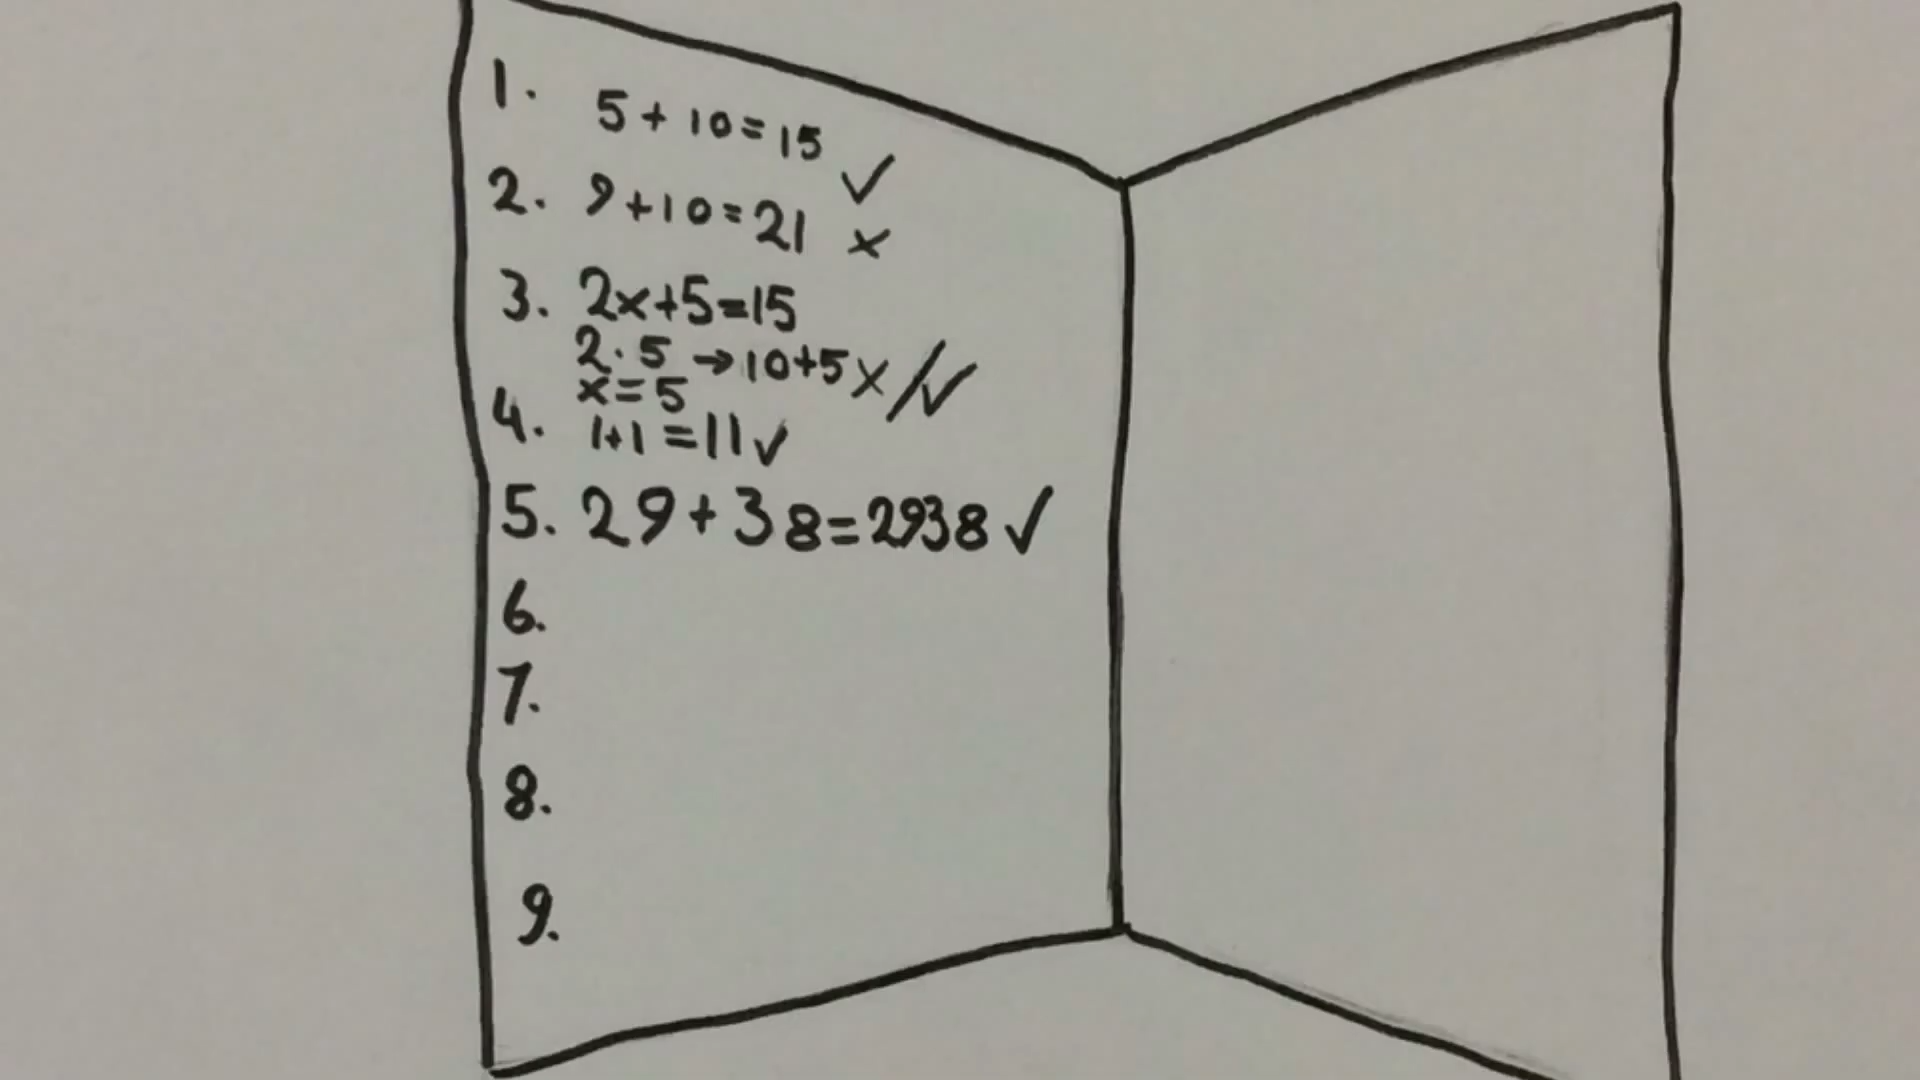 1. 5 + 10 = 15 ✓
2. 9 + 10 = 21 x
3. 2x+5=15
2·5 → 10+5 x/✓
x=5
4. 1+1 = 11 ✓
5. 29 + 38 = 2938 ✓
6.
7.
8.
9.